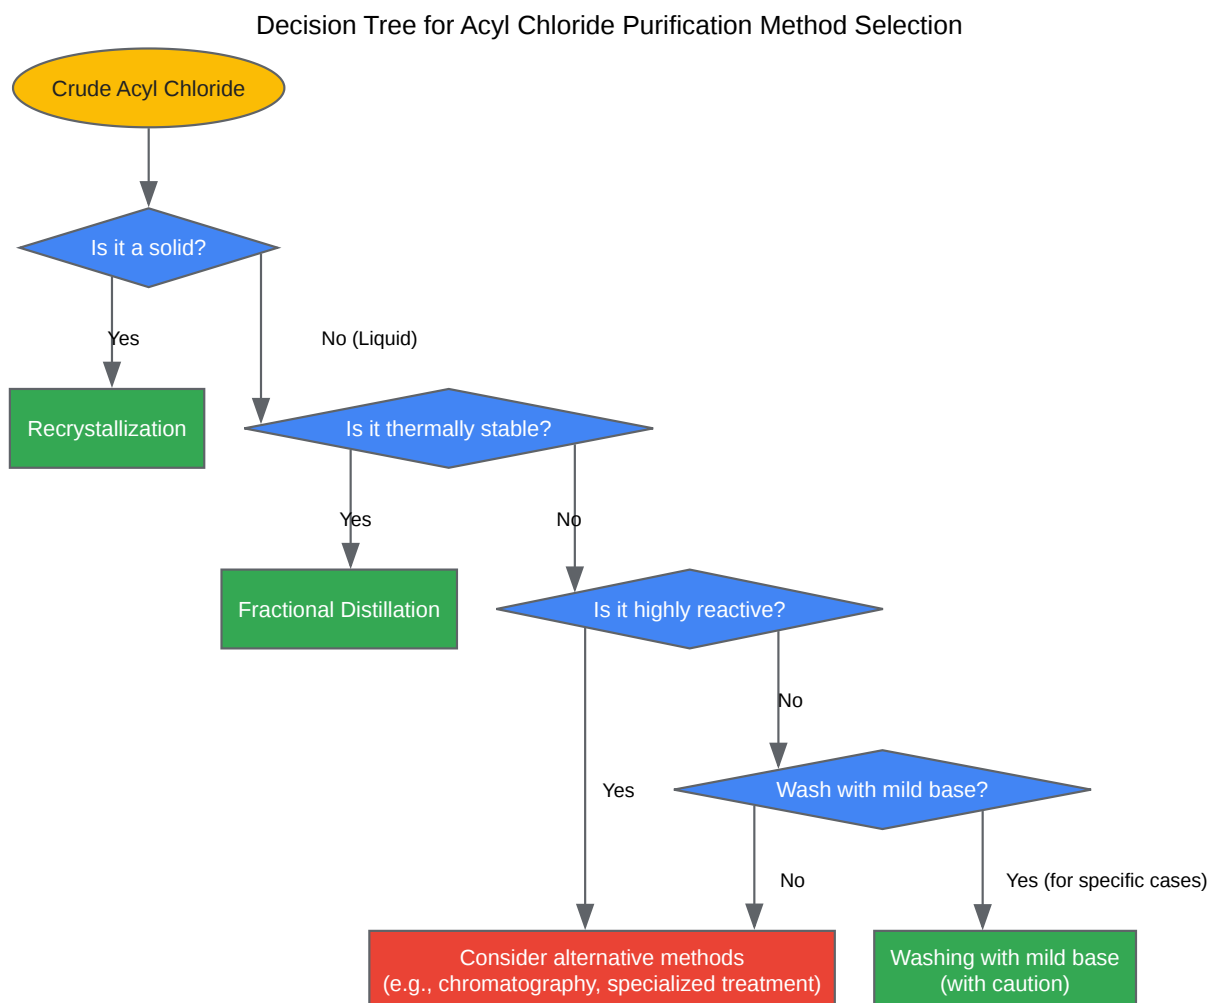 Decision Tree for Acyl Chloride Purification Method Selection
Crude Acyl Chloride
Is it a solid?
Yes
No (Liquid)
Recrystallization
Is it thermally stable?
Yes
No
Fractional Distillation
Is it highly reactive?
No
Yes
Wash with mild base?
No
Yes (for specific cases)
Consider alternative methods
(e.g., chromatography, specialized treatment)
Washing with mild base
(with caution)